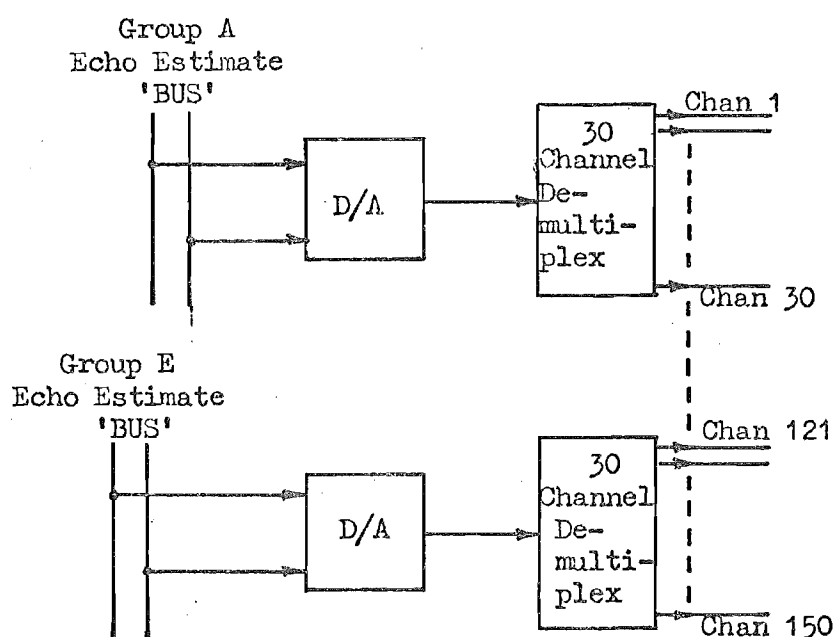 Group A
Echo Estimate
'BUS'
D/A
30
Channel
De-
multi-
plex
Chan 1
Chan 30
Group E
Echo Estimate
'BUS'
D/A
30
Channel
De-
multi-
plex
Chan 121
Chan 150